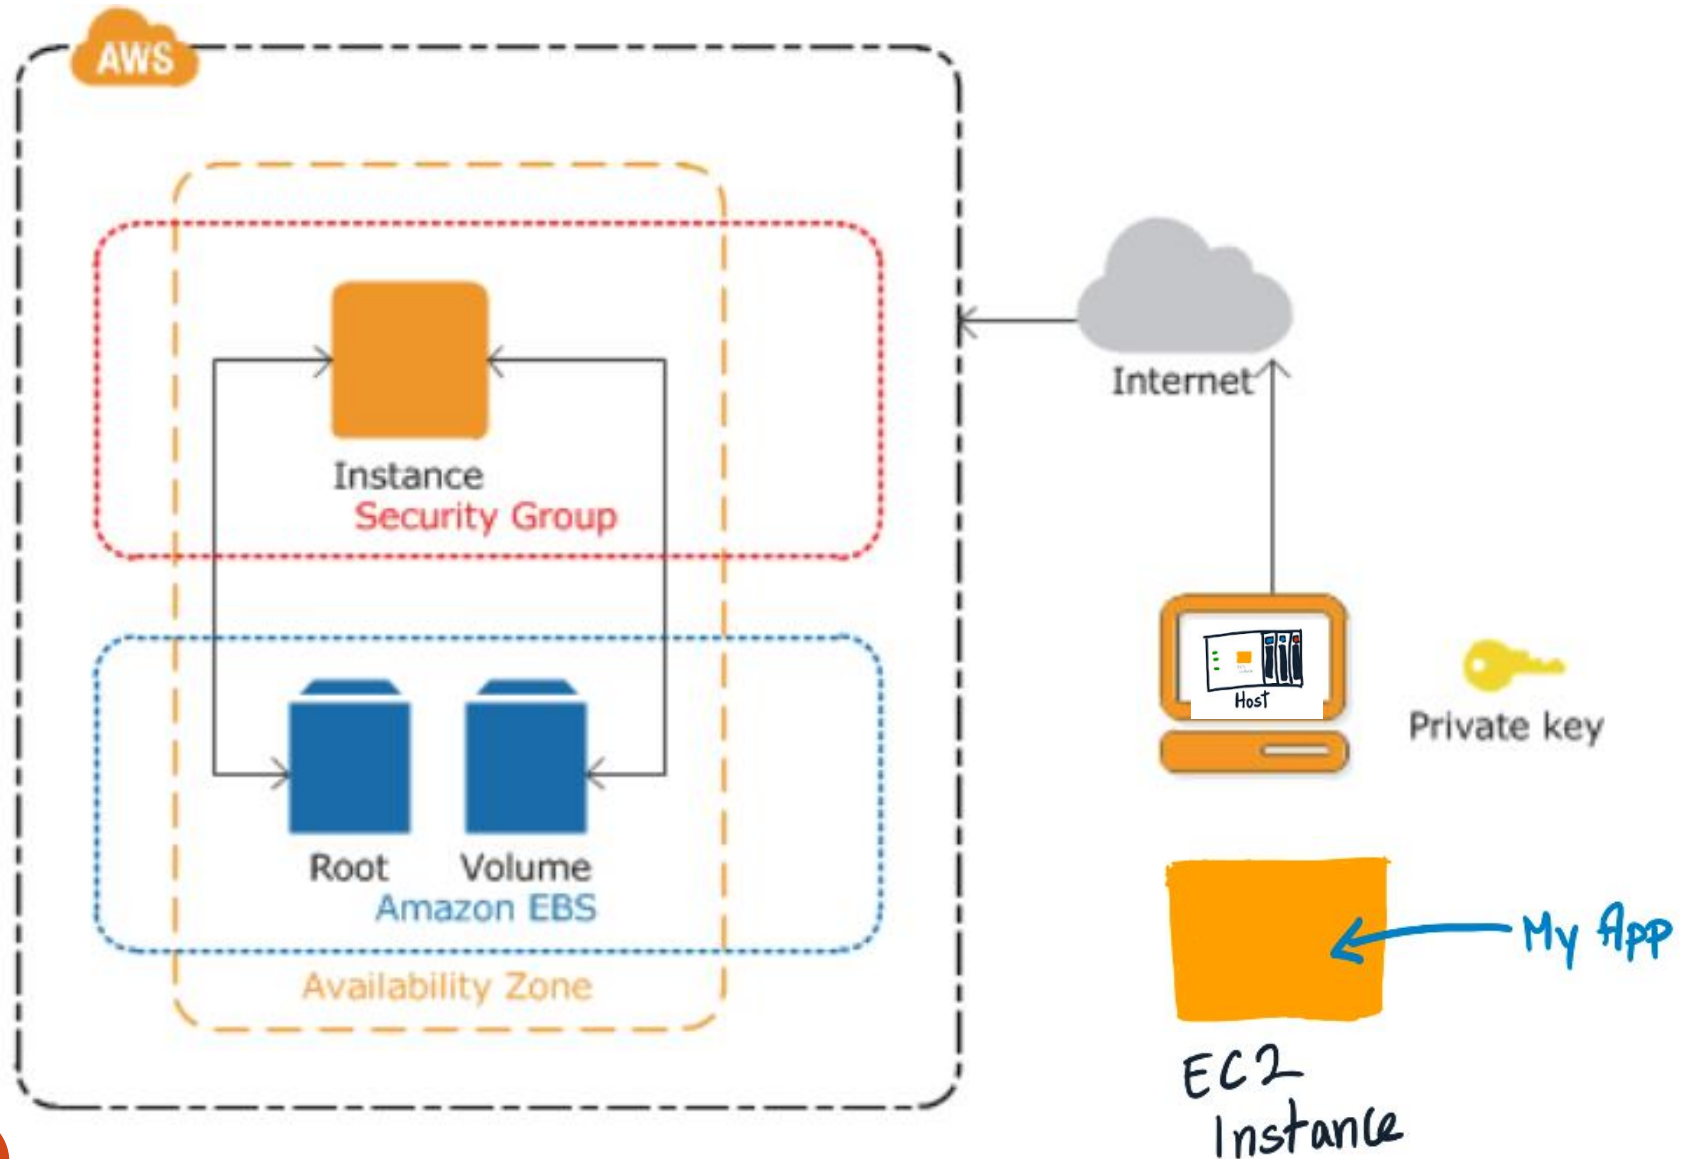 AWS
Instance
Security Group
Root
Volume
Amazon EBS
Availability Zone
Internet
Host
Private key
My App
EC2
Instance